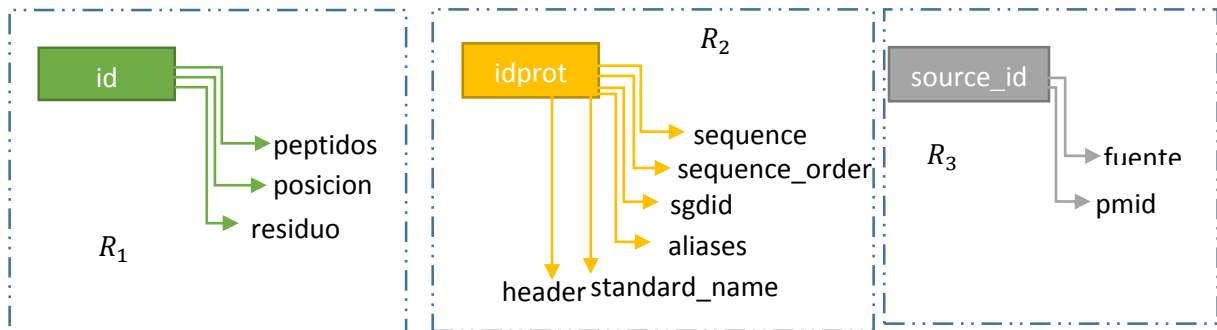 id
peptidos
posicion
residuo
R1
R2
idprot
sequence
sequence_order
sgdid
aliases
header
standard_name
source_id
R3
fuente
pmid